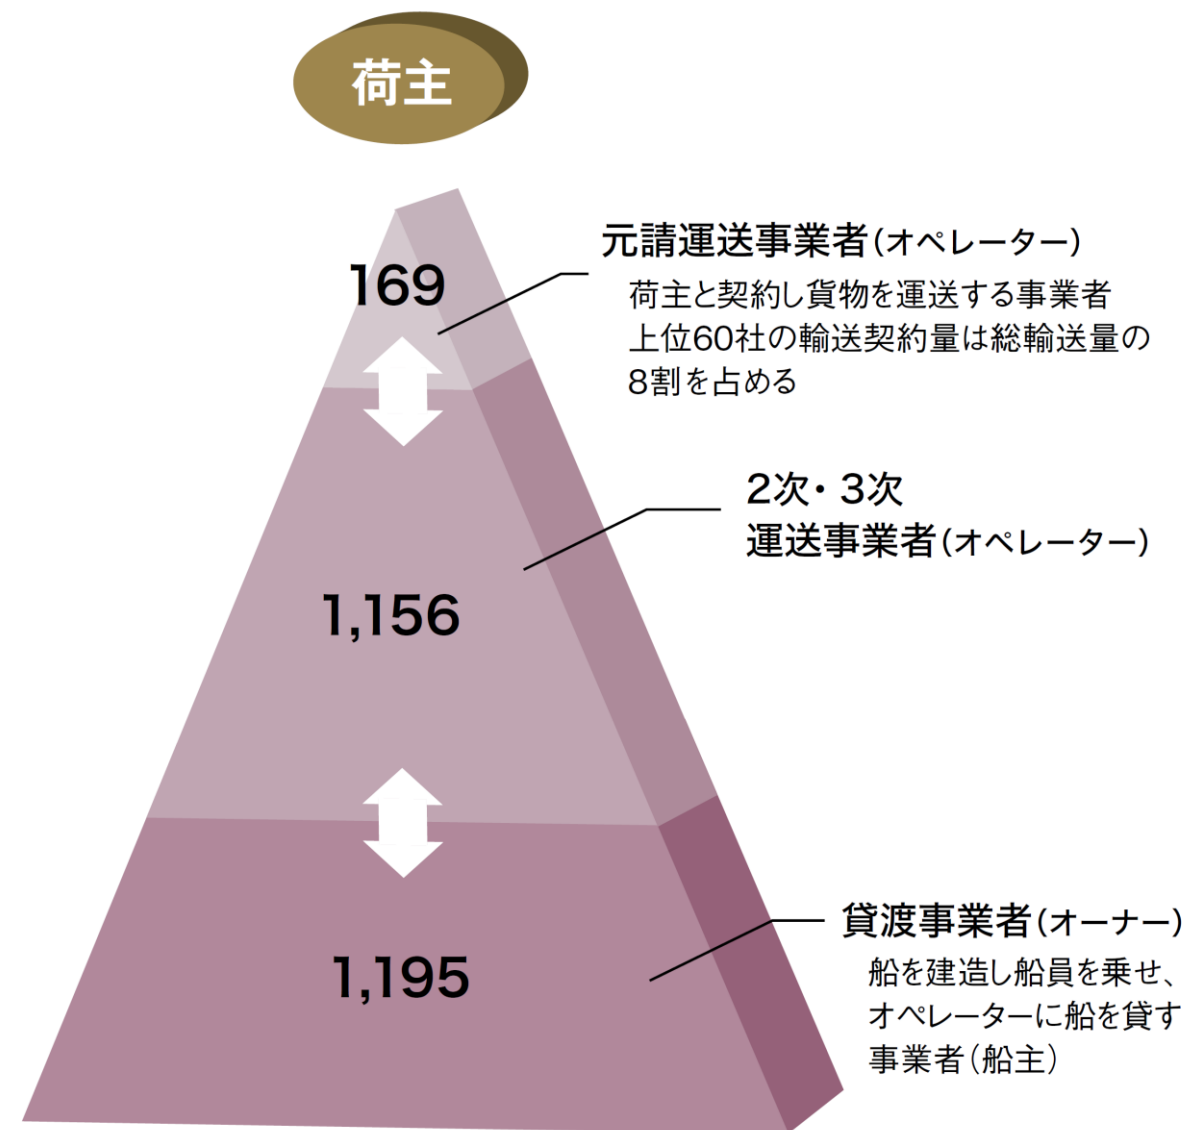 荷主
169
元請運送事業者(オペレーター)
荷主と契約し貨物を運送する事業者
上位60社の輸送契約量は総輸送量の
8割を占める
2次・3次
運送事業者(オペレーター)
1,156
貸渡事業者(オーナー)
船を建造し船員を乗せ、
オペレーターに船を貸す
事業者(船主)
1,195